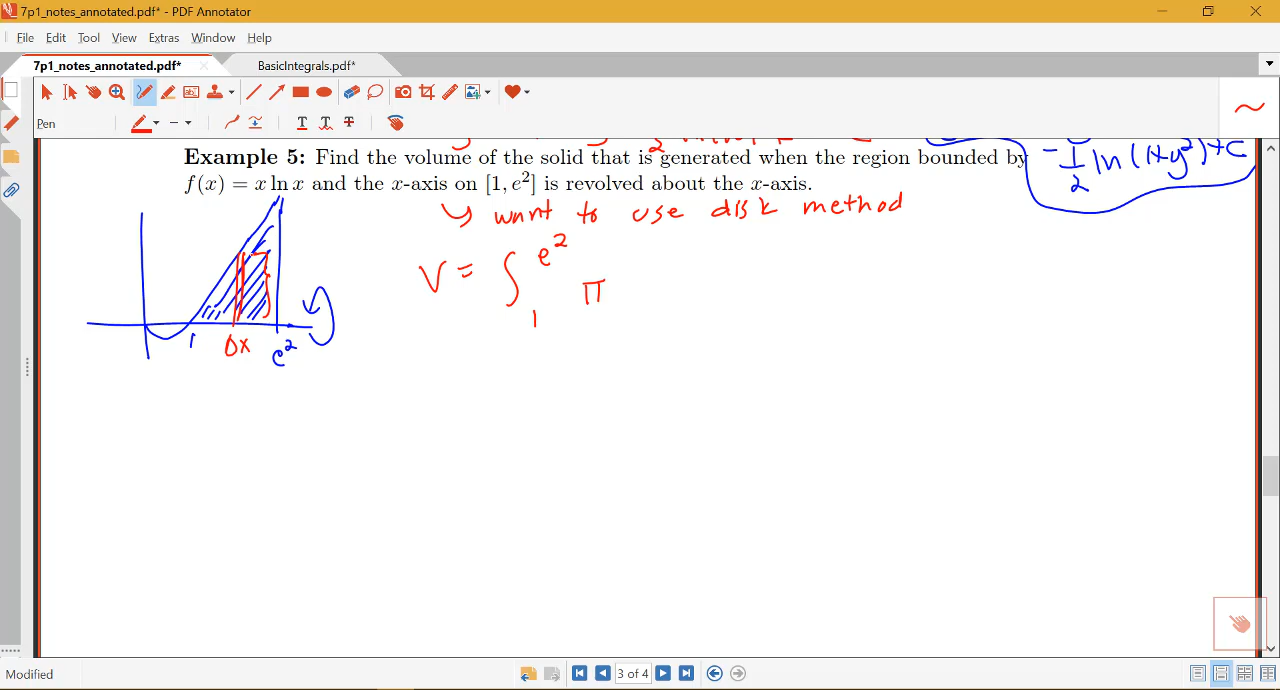 7p1_notes_annotated.pdf* - PDF Annotator
File Edit Tool View Extras Window Help
7p1_notes_annotated.pdf* BasicIntegrals.pdf*
Pen
T T T
Example 5: Find the volume of the solid that is generated when the region bounded by
f(x) = x ln x and the x-axis on [1, e²] is revolved about the x-axis.
-1/2 ln(1+y²)+C
want to use disk method
V = ∫₁^e² π
1 Δx e²
Modified
3 of 4